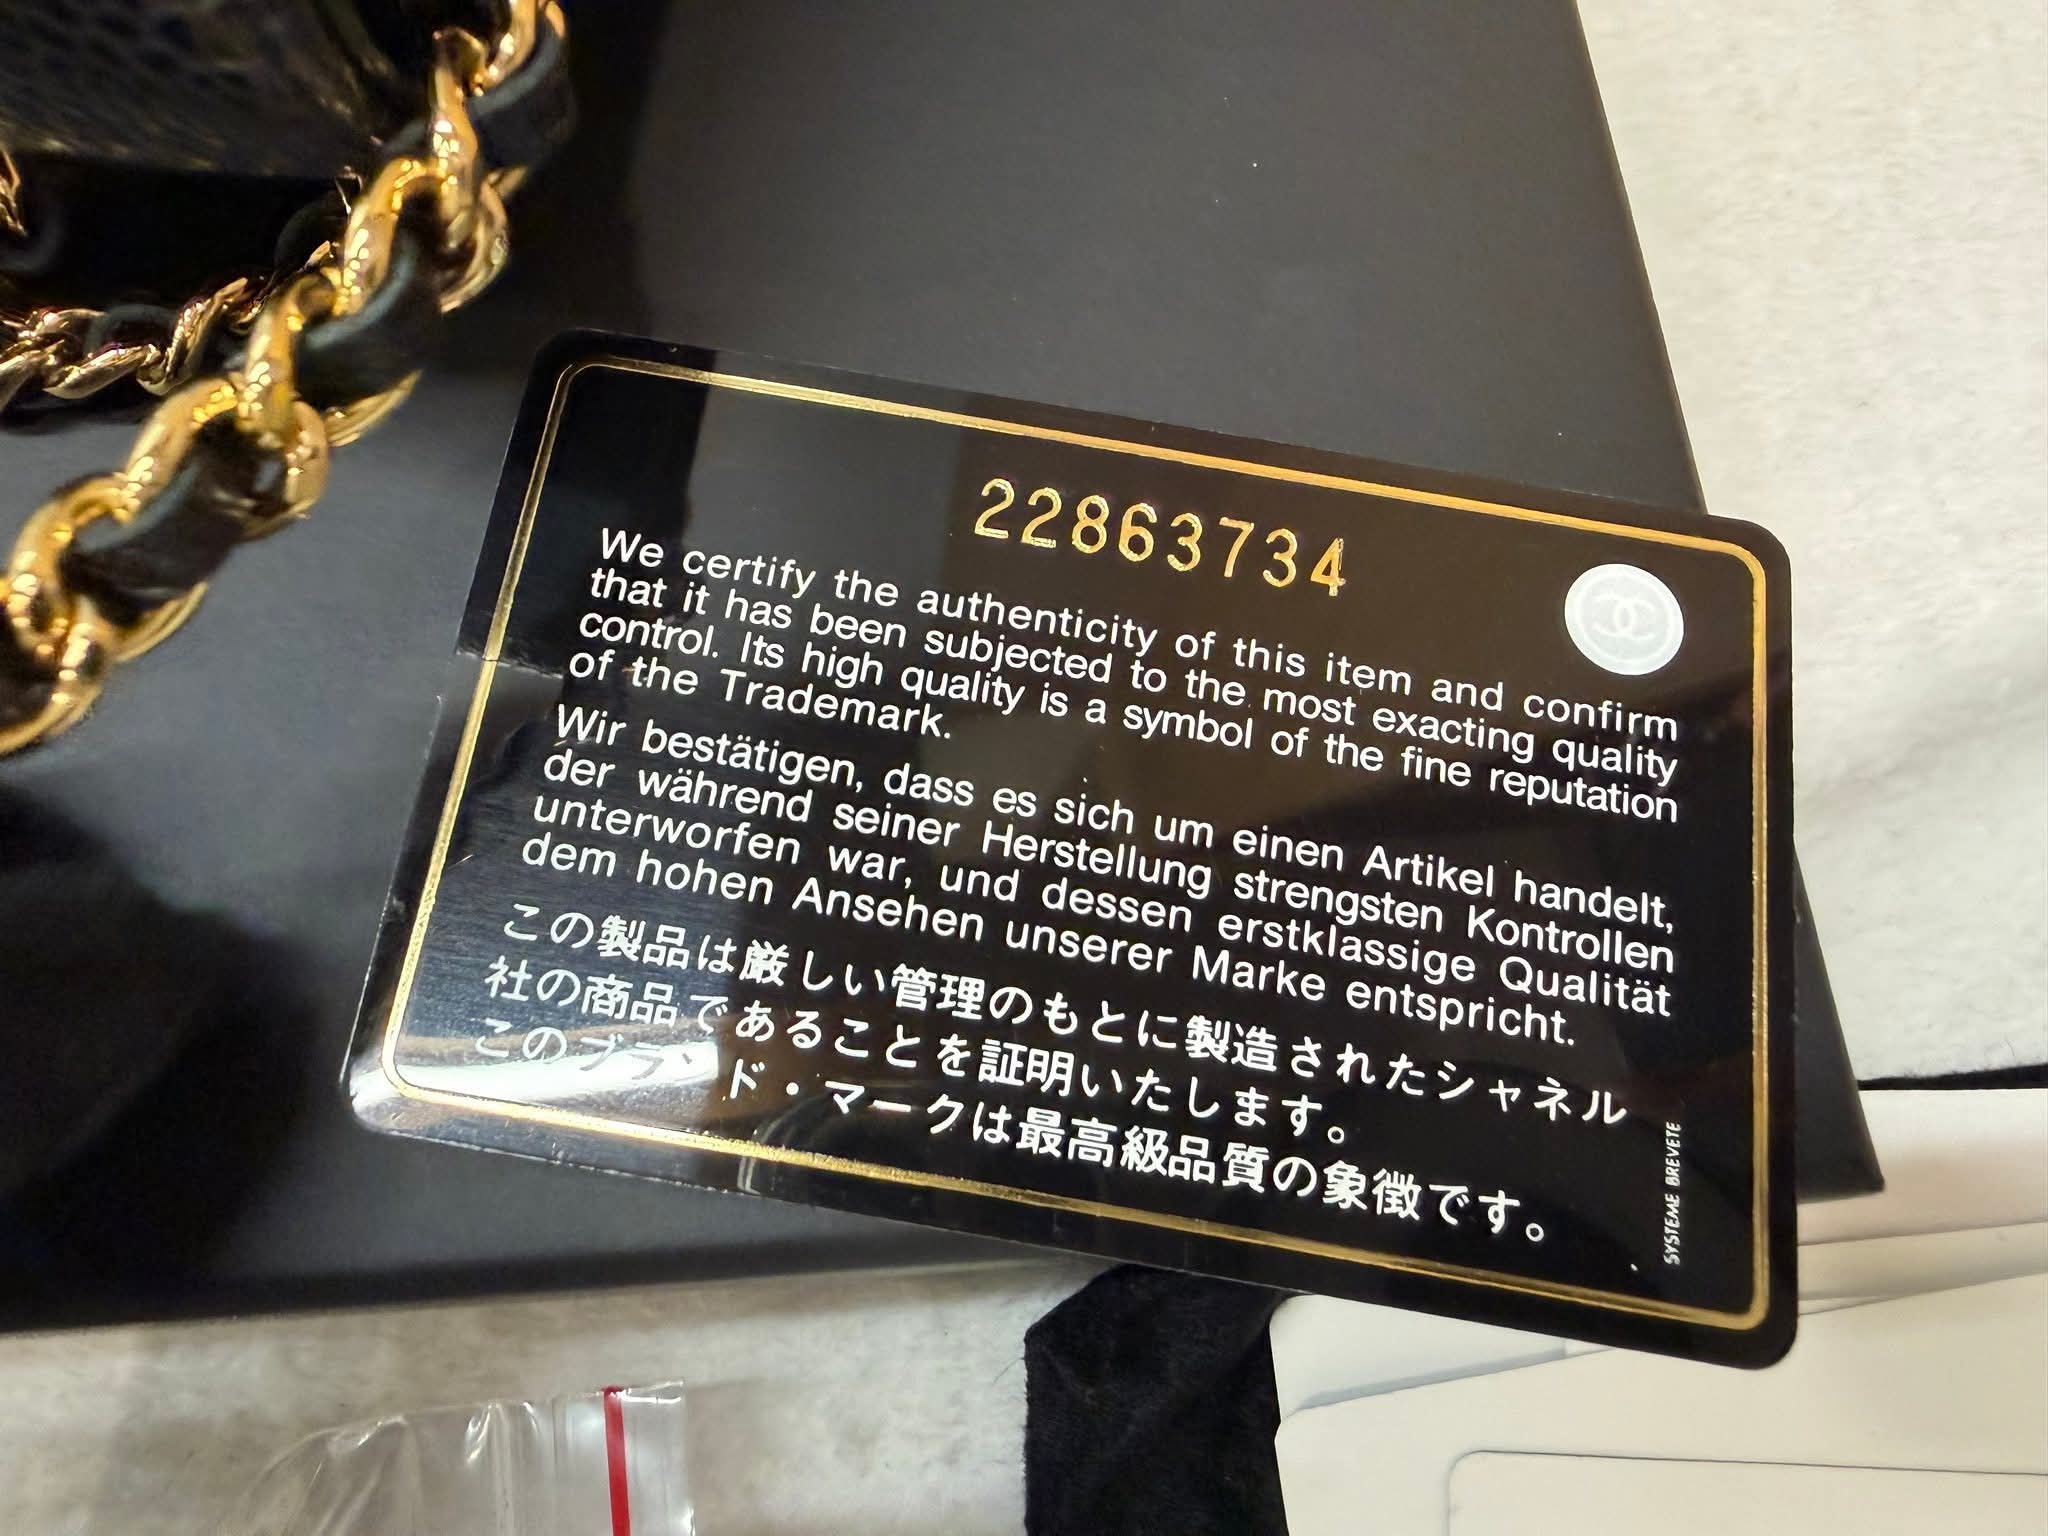 22863734
We certify the authenticity of this item and confirm
that it has been subjected to the most exacting quality
control. Its high quality is a symbol of the fine reputation
of the Trademark.
Wir bestätigen, dass es sich um einen Artikel handelt,
der während seiner Herstellung strengsten Kontrollen
unterworfen war, und dessen erstklassige Qualität
dem hohen Ansehen unserer Marke entspricht.
この製品は厳しい管理のもとに製造されたシャネル
社の商品であることを証明いたします。
このブランド・マークは最高級品質の象徴です。
SYSTEME BREVETE